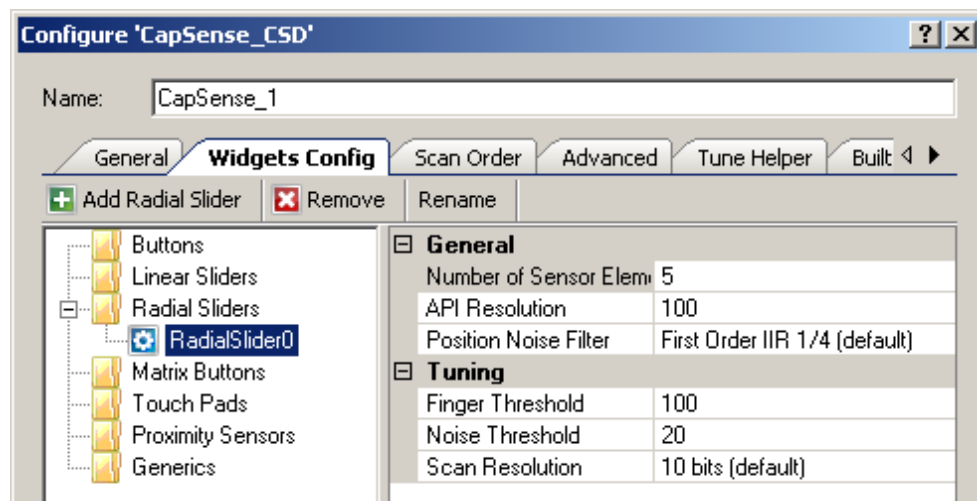 Configure 'CapSense_CSD'
Name: CapSense_1
General Widgets Config Scan Order Advanced Tune Helper Built
Add Radial Slider Remove Rename
Buttons
Linear Sliders
Radial Sliders
RadialSlider0
Matrix Buttons
Touch Pads
Proximity Sensors
Generics
General
Number of Sensor Elem 5
API Resolution 100
Position Noise Filter First Order IIR 1/4 (default)
Tuning
Finger Threshold 100
Noise Threshold 20
Scan Resolution 10 bits (default)